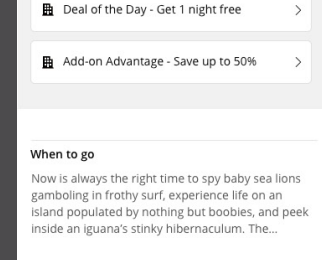 Deal of the Day - Get 1 night free
Add-on Advantage - Save up to 50%
When to go
Now is always the right time to spy baby sea lions
gamboling in frothy surf, experience life on an
island populated by nothing but boobies, and peek
inside an iguana’s stinky hibernaculum. The...